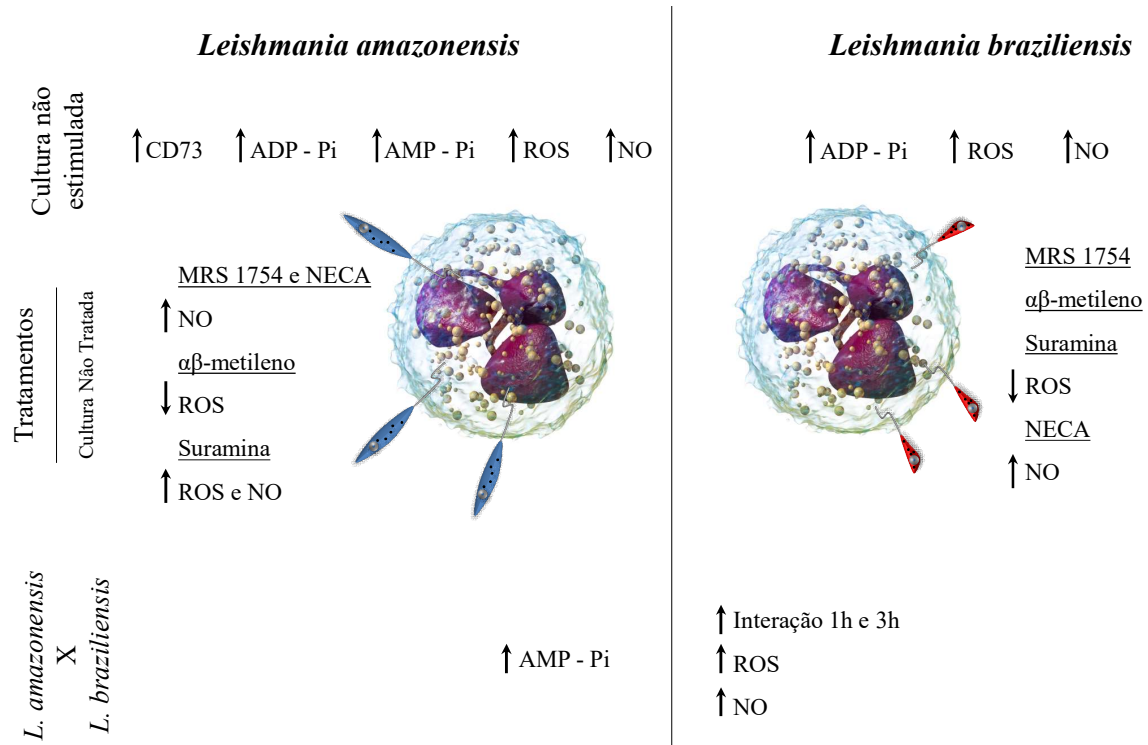 Leishmania amazonensis
Leishmania braziliensis
Cultura não
estimulada
↑CD73 ↑ADP - Pi ↑AMP - Pi ↑ROS ↑NO
↑ADP - Pi ↑ROS ↑NO
Tratamentos
Cultura Não Tratada
MRS 1754 e NECA
↑NO
αβ-metileno
↓ROS
Suramina
↑ROS e NO
MRS 1754
αβ-metileno
Suramina
↓ROS
NECA
↑NO
L. amazonensis
X
L. braziliensis
↑AMP - Pi
↑Interação 1h e 3h
↑ROS
↑NO